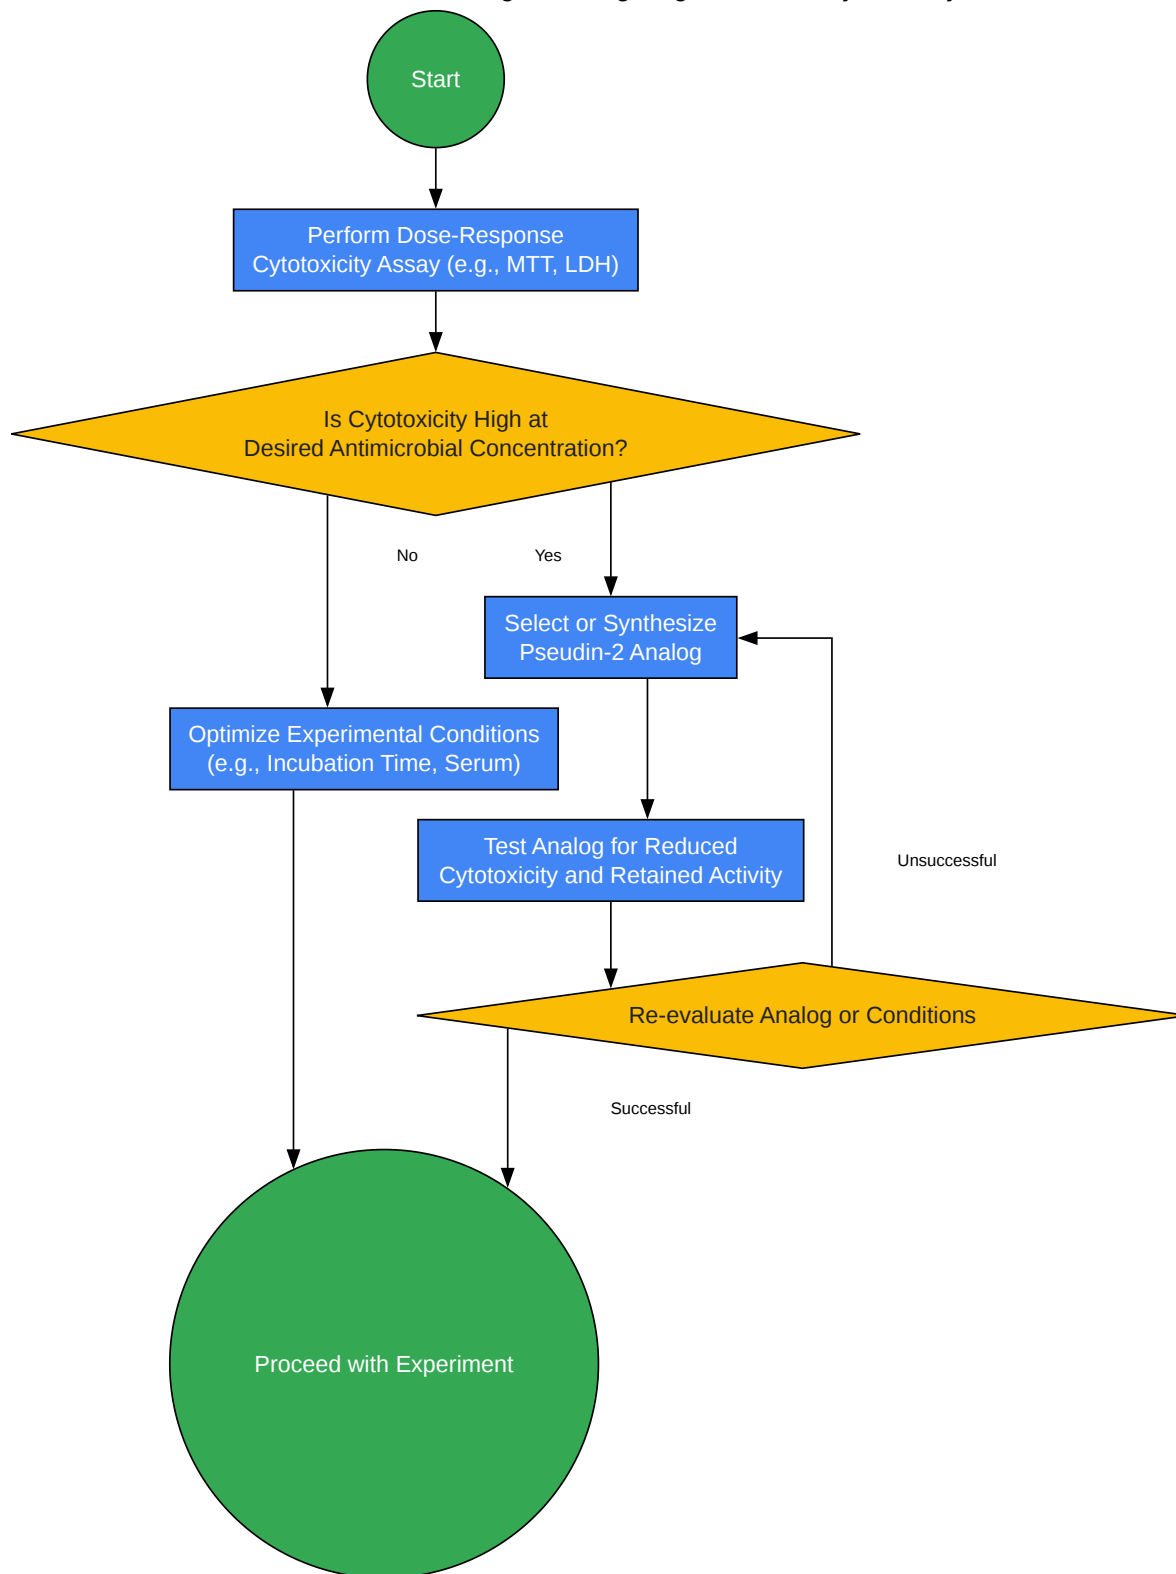 Start
Perform Dose-Response
Cytotoxicity Assay (e.g., MTT, LDH)
Is Cytotoxicity High at
Desired Antimicrobial Concentration?
No
Yes
Select or Synthesize
Pseudin-2 Analog
Optimize Experimental Conditions
(e.g., Incubation Time, Serum)
Test Analog for Reduced
Cytotoxicity and Retained Activity
Unsuccessful
Re-evaluate Analog or Conditions
Successful
Proceed with Experiment